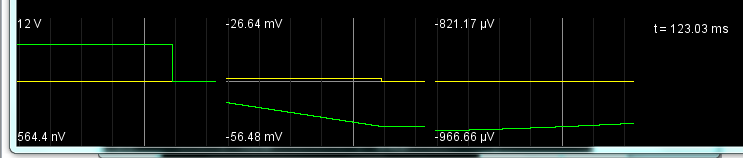 12 V
-26.64 mV
-821.17 µV
t = 123.03 ms
564.4 nV
-56.48 mV
-966.66 µV